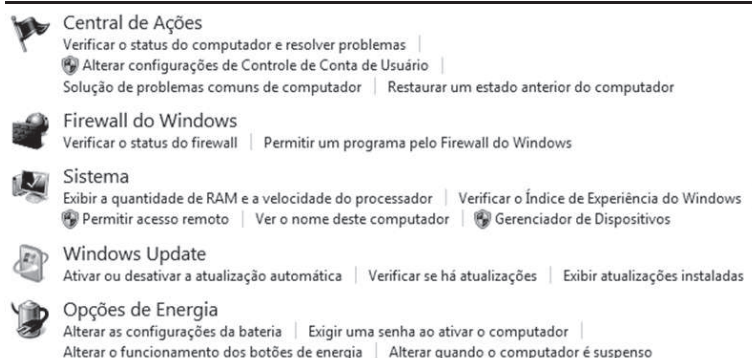 Central de Ações
Verificar o status do computador e resolver problemas
Alterar configurações de Controle de Conta de Usuário
Solução de problemas comuns de computador | Restaurar um estado anterior do computador
Firewall do Windows
Verificar o status do firewall | Permitir um programa pelo Firewall do Windows
Sistema
Exibir a quantidade de RAM e a velocidade do processador | Verificar o Índice de Experiência do Windows
Permitir acesso remoto | Ver o nome deste computador | Gerenciador de Dispositivos
Windows Update
Ativar ou desativar a atualização automática | Verificar se há atualizações | Exibir atualizações instaladas
Opções de Energia
Alterar as configurações da bateria | Exigir uma senha ao ativar o computador
Alterar o funcionamento dos botões de energia | Alterar quando o computador é suspenso